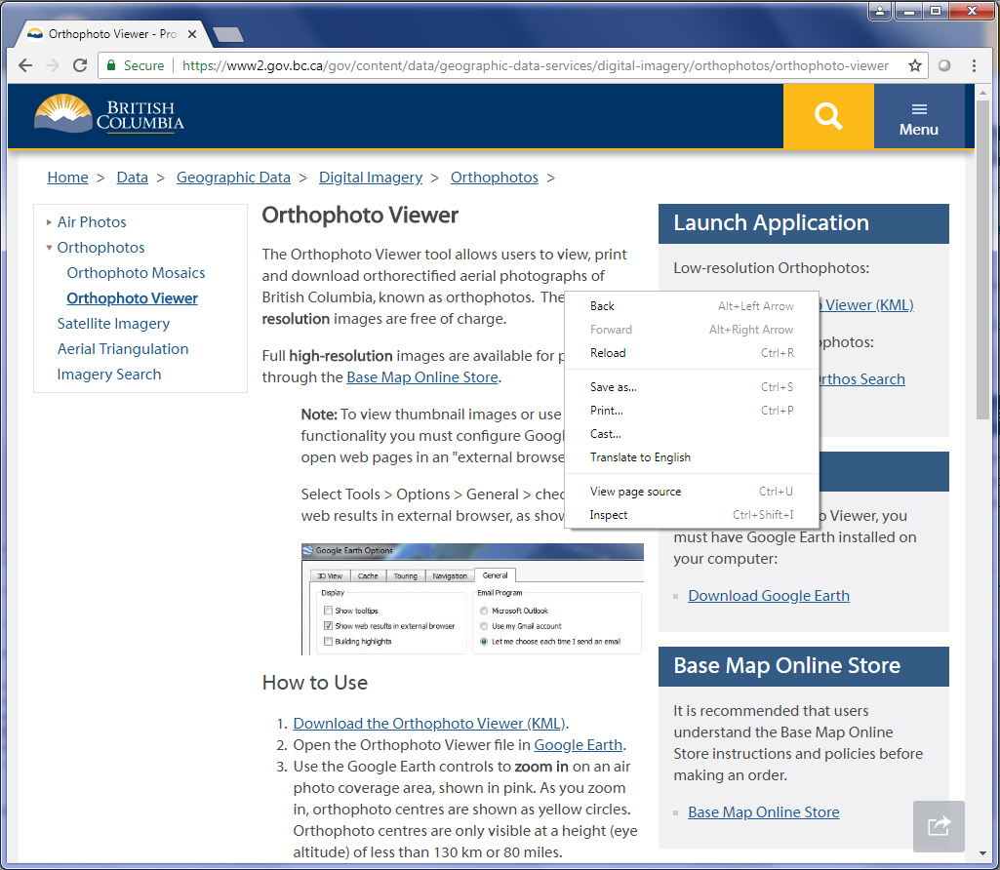 Orthophoto Viewer - Pro
Secure
https://www2.gov.bc.ca/gov/content/data/geographic-data-services/digital-imagery/orthophotos/orthophoto-viewer
BRITISH
COLUMBIA
Menu
Home > Data > Geographic Data > Digital Imagery > Orthophotos >
Air Photos
Orthophotos
Orthophoto Mosaics
Orthophoto Viewer
Satellite Imagery
Aerial Triangulation
Imagery Search
Orthophoto Viewer
The Orthophoto Viewer tool allows users to view, print
and download orthorectified aerial photographs of
British Columbia, known as orthophotos. The
resolution images are free of charge.
Full high-resolution images are available for p
through the Base Map Online Store.
Note: To view thumbnail images or use
functionality you must configure Googl
open web pages in an "external browse
Select Tools > Options > General > chec
web results in external browser, as show
Back Alt+Left Arrow
Forward Alt+Right Arrow
Reload Ctrl+R
Save as... Ctrl+S
Print... Ctrl+P
Cast...
Translate to English
View page source Ctrl+U
Inspect Ctrl+Shift+I
Google Earth Options
3D View Cache Touring Navigation General
Display
Show tooltips
Show web results in external browser
Building highlights
Email Program
Microsoft Outlook
Use my Gmail account
Let me choose each time I send an email
How to Use
1. Download the Orthophoto Viewer (KML).
2. Open the Orthophoto Viewer file in Google Earth.
3. Use the Google Earth controls to zoom in on an air
photo coverage area, shown in pink. As you zoom
in, orthophoto centres are shown as yellow circles.
Orthophoto centres are only visible at a height (eye
altitude) of less than 130 km or 80 miles.
Launch Application
Low-resolution Orthophotos:
Viewer (KML)
photos:
rthos Search
o Viewer, you
must have Google Earth installed on
your computer:
Download Google Earth
Base Map Online Store
It is recommended that users
understand the Base Map Online
Store instructions and policies before
making an order.
Base Map Online Store